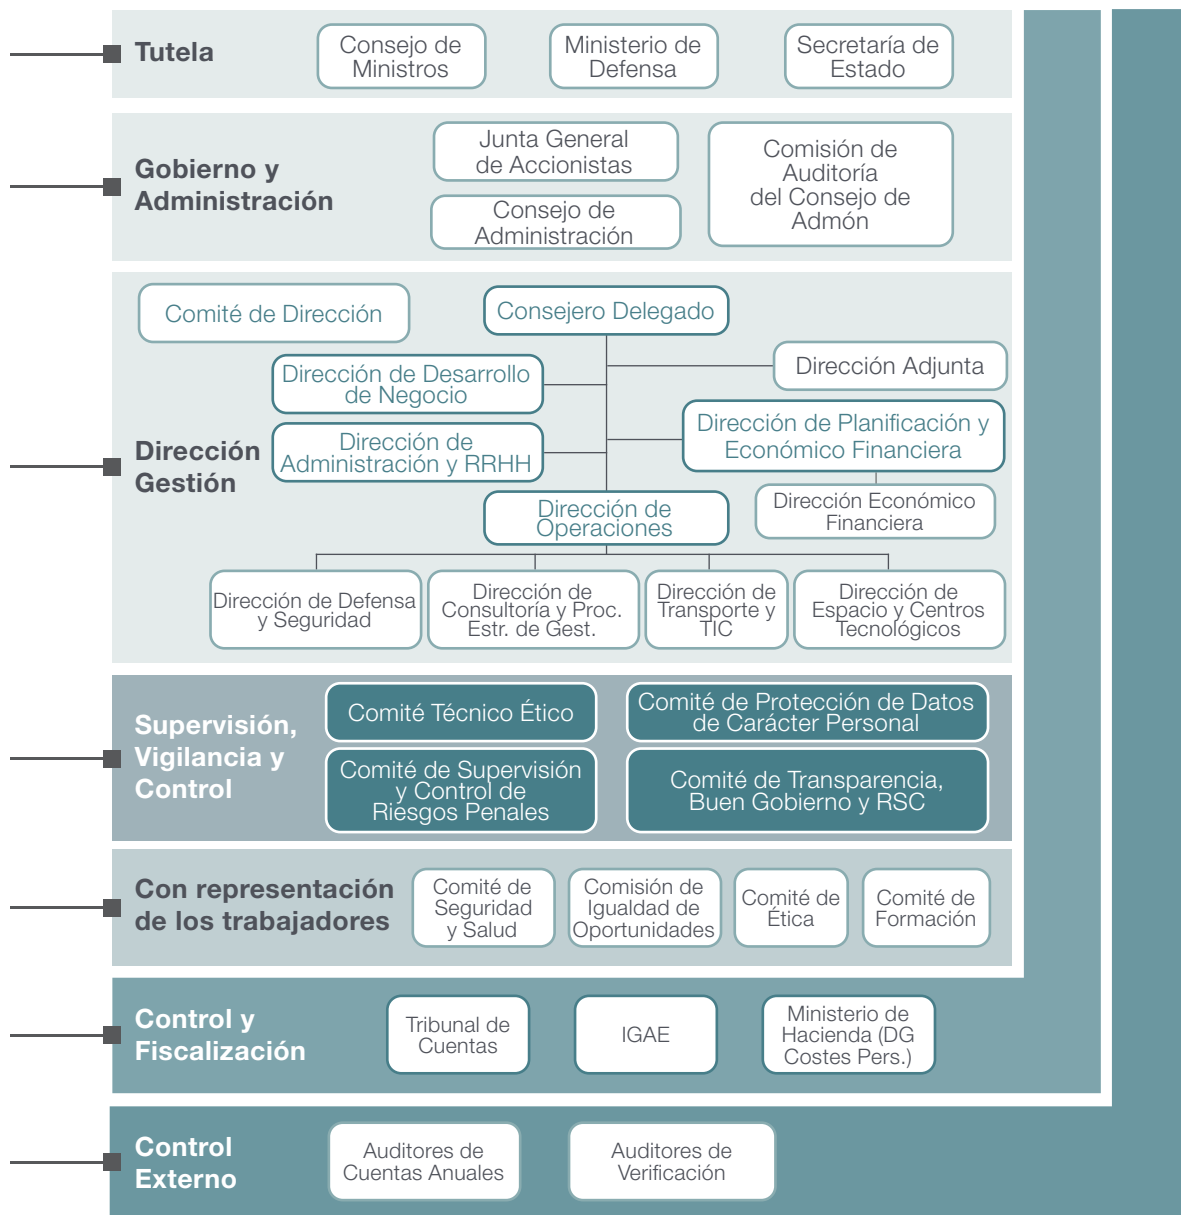 Tutela
Consejo de
Ministros
Ministerio de
Defensa
Secretaría de
Estado
Gobierno y
Administración
Junta General
de Accionistas
Consejo de
Administración
Comisión de
Auditoría
del Consejo de
Admón
Dirección
Gestión
Comité de Dirección
Consejero Delegado
Dirección Adjunta
Dirección de Desarrollo
de Negocio
Dirección de Planificación y
Económico Financiera
Dirección de
Administración y RRHH
Dirección Económico
Financiera
Dirección de
Operaciones
Dirección de Defensa
y Seguridad
Dirección de
Consultoría y Proc.
Estr. de Gest.
Dirección de
Transporte y
TIC
Dirección de
Espacio y Centros
Tecnológicos
Supervisión,
Vigilancia y
Control
Comité Técnico Ético
Comité de Protección de Datos
de Carácter Personal
Comité de Supervisión
y Control de
Riesgos Penales
Comité de Transparencia,
Buen Gobierno y RSC
Con representación
de los trabajadores
Comité de
Seguridad
y Salud
Comisión de
Igualdad de
Oportunidades
Comité de
Ética
Comité de
Formación
Control y
Fiscalización
Tribunal de
Cuentas
IGAE
Ministerio de
Hacienda (DG
Costes Pers.)
Control
Externo
Auditores de
Cuentas Anuales
Auditores de
Verificación